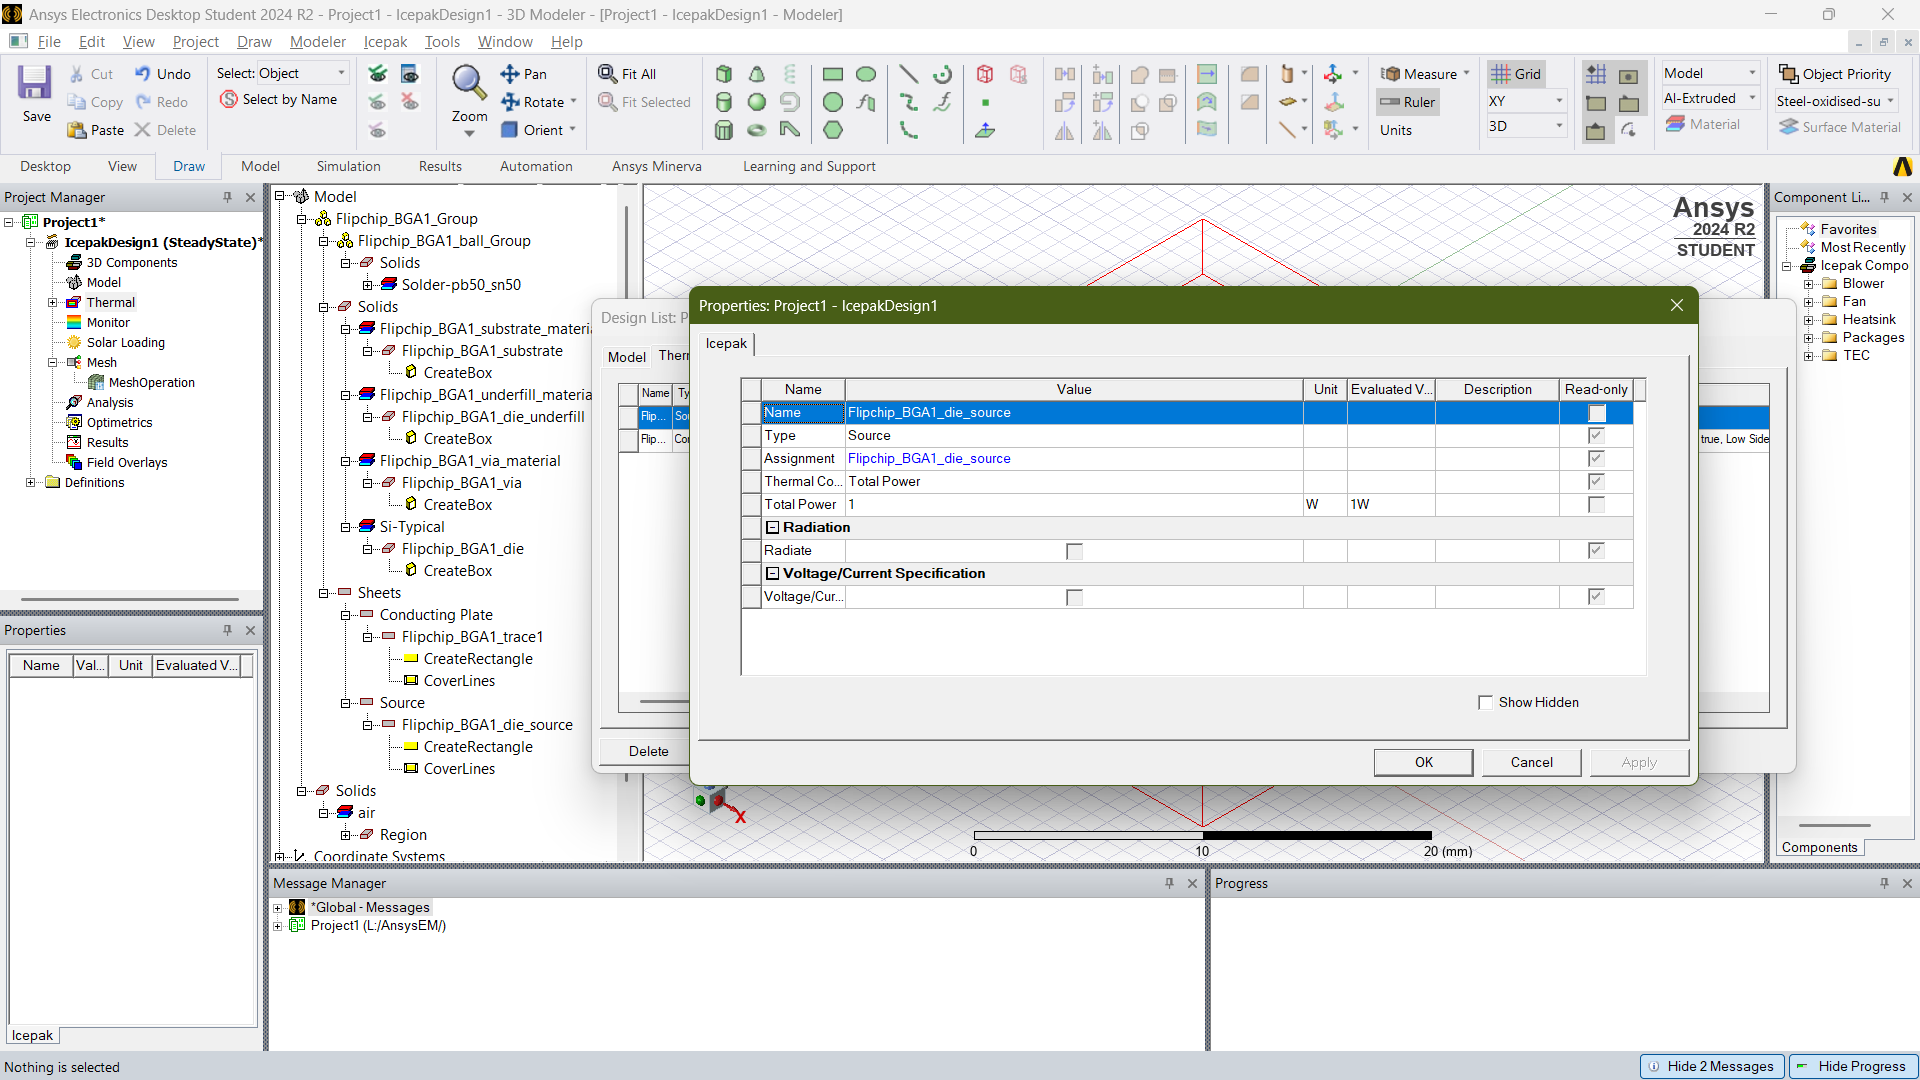 Ansys Electronics Desktop Student 2024 R2 - Project1 - IcepakDesign1 - 3D Modeler - [Project1 - IcepakDesign1 - Modeler]
File Edit View Project Draw Modeler Icepak Tools Window Help
Save
Cut
Copy
Paste
Undo
Redo
Delete
Select: Object
Select by Name
Zoom
Pan
Rotate
Orient
Fit All
Fit Selected
Measure
Ruler
Units
Grid
XY
3D
Model
Al-Extruded
Material
Object Priority
Steel-oxidised-su
Surface Material
Desktop View Draw Model Simulation Results Automation Ansys Minerva Learning and Support
Project Manager
Project1*
IcepakDesign1 (SteadyState)*
3D Components
Model
Thermal
Monitor
Solar Loading
Mesh
MeshOperation
Analysis
Optimetrics
Results
Field Overlays
Definitions
Properties
Name Val... Unit Evaluated V...
Icepak
Model
Flipchip_BGA1_Group
Flipchip_BGA1_ball_Group
Solids
Solder-pb50_sn50
Solids
Flipchip_BGA1_substrate_materi
Flipchip_BGA1_substrate
CreateBox
Flipchip_BGA1_underfill_materia
Flipchip_BGA1_die_underfill
CreateBox
Flipchip_BGA1_via_material
Flipchip_BGA1_via
CreateBox
Si-Typical
Flipchip_BGA1_die
CreateBox
Sheets
Conducting Plate
Flipchip_BGA1_trace1
CreateRectangle
CoverLines
Source
Flipchip_BGA1_die_source
CreateRectangle
CoverLines
Solids
air
Region
Coordinate Systems
Ansys
2024 R2
STUDENT
Design List: P
Model Therr
Name Ty
Flip... Sou
Flip... Cor
true, Low Side
Delete
Properties: Project1 - IcepakDesign1
Icepak
Name Value Unit Evaluated V... Description Read-only
Name Flipchip_BGA1_die_source
Type Source
Assignment Flipchip_BGA1_die_source
Thermal Co... Total Power
Total Power 1 W 1W
Radiation
Radiate
Voltage/Current Specification
Voltage/Cur...
Show Hidden
OK Cancel Apply
X
0 10 20 (mm)
Component Li...
Favorites
Most Recently
Icepak Compo
Blower
Fan
Heatsink
Packages
TEC
Components
Message Manager
*Global - Messages
Project1 (L:/AnsysEM/)
Progress
Nothing is selected
Hide 2 Messages
Hide Progress